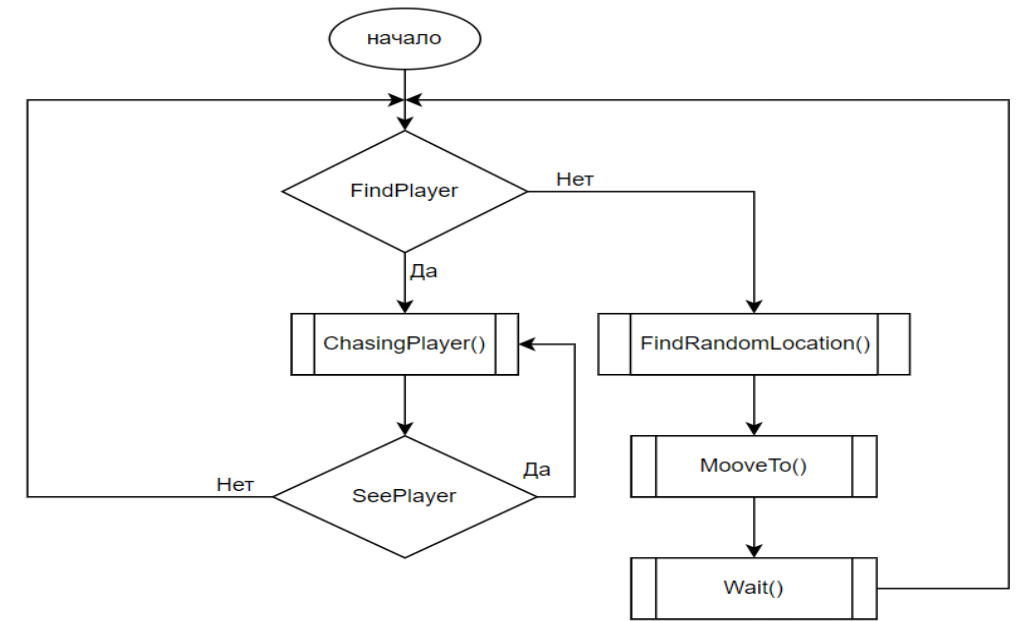 начало
FindPlayer
Нет
Да
ChasingPlayer()
FindRandomLocation()
MooveTo()
Нет
SeePlayer
Да
Wait()